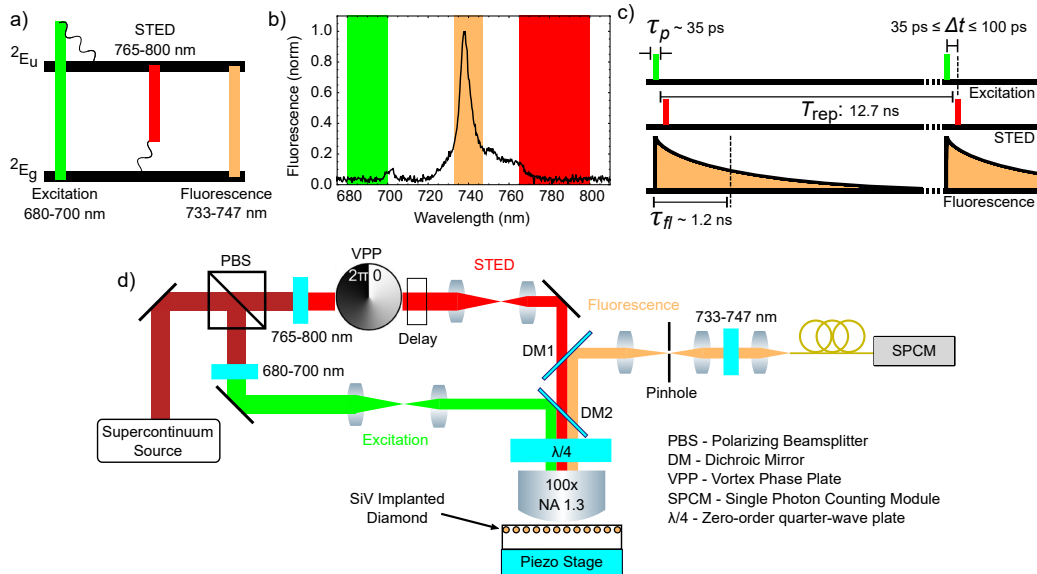 a)
STED
765-800 nm
²Eu
²Eg
Excitation
680-700 nm
Fluorescence
733-747 nm
b)
Fluorescence (norm)
1.0
0.8
0.6
0.4
0.2
0.0
680 700 720 740 760 780 800
Wavelength (nm)
c)
τp ~ 35 ps
35 ps ≤ Δt ≤ 100 ps
Excitation
Trep: 12.7 ns
STED
Fluorescence
τfl ~ 1.2 ns
d)
PBS
VPP
2π 0
STED
765-800 nm
Delay
680-700 nm
Excitation
Supercontinuum
Source
Fluorescence
733-747 nm
DM1
Pinhole
SPCM
DM2
λ/4
100x
NA 1.3
SiV Implanted
Diamond
Piezo Stage
PBS - Polarizing Beamsplitter
DM - Dichroic Mirror
VPP - Vortex Phase Plate
SPCM - Single Photon Counting Module
λ/4 - Zero-order quarter-wave plate